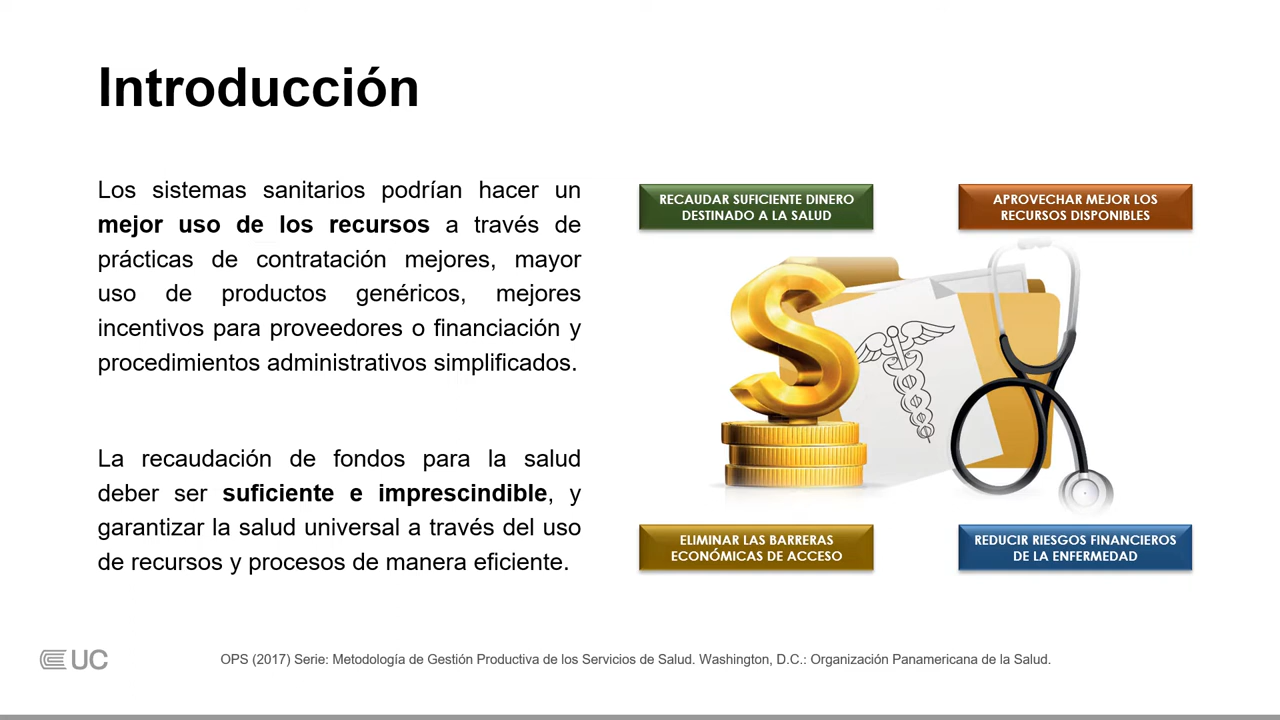 Introducción
Los sistemas sanitarios podrían hacer un
mejor uso de los recursos a través de
prácticas de contratación mejores, mayor
uso de productos genéricos, mejores
incentivos para proveedores o financiación y
procedimientos administrativos simplificados.
La recaudación de fondos para la salud
deber ser suficiente e imprescindible, y
garantizar la salud universal a través del uso
de recursos y procesos de manera eficiente.
RECAUDAR SUFICIENTE DINERO
DESTINADO A LA SALUD
APROVECHAR MEJOR LOS
RECURSOS DISPONIBLES
ELIMINAR LAS BARRERAS
ECONÓMICAS DE ACCESO
REDUCIR RIESGOS FINANCIEROS
DE LA ENFERMEDAD
UC
OPS (2017) Serie: Metodología de Gestión Productiva de los Servicios de Salud. Washington, D.C.: Organización Panamericana de la Salud.